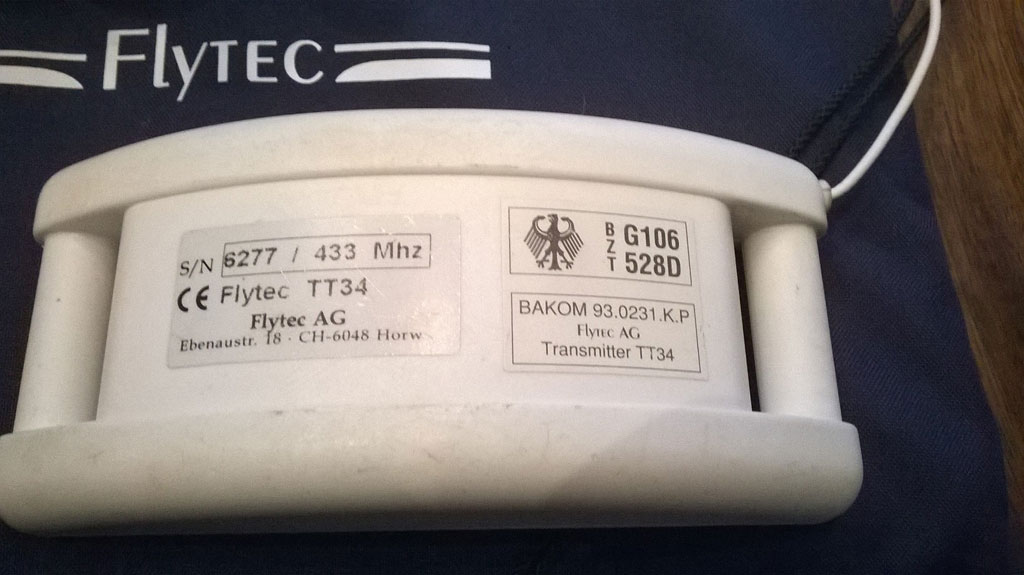 Flytec
S/N 6277 / 433 Mhz
CE Flytec TT34
Flytec AG
Ebenaustr. 18 · CH-6048 Horw
BZT G106
528D
BAKOM 93.0231.K.P
Flytec AG
Transmitter TT34